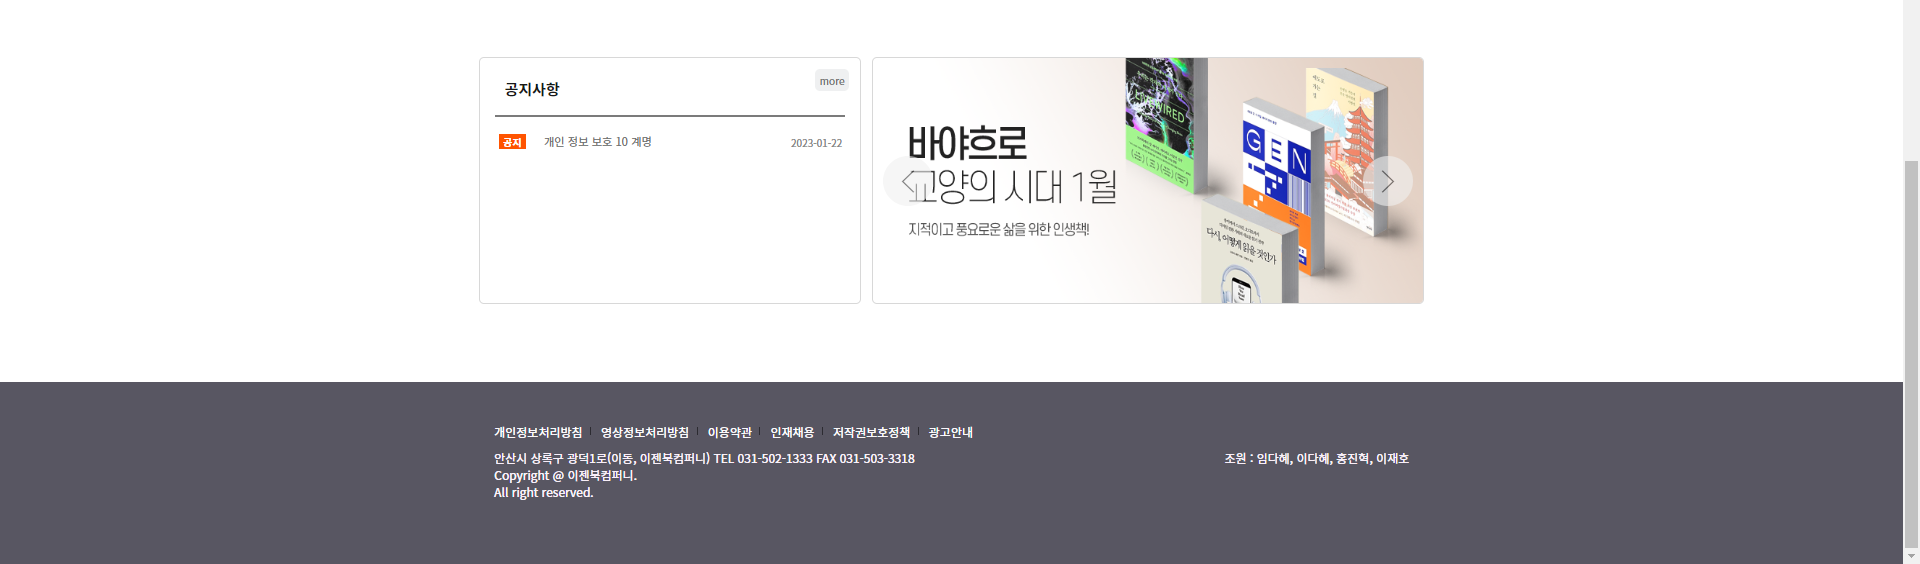 공지사항
more
공지
개인 정보 보호 10 계명
2023-01-22
바야흐로
교양의 시대 1월
지적이고 풍요로운 삶을 위한 인생책!
GEN
다시, 어떻게 읽을 것인가
개인정보처리방침
영상정보처리방침
이용약관
인재채용
저작권보호정책
광고안내
안산시 상록구 광덕1로(이동, 이젠북컴퍼니) TEL 031-502-1333 FAX 031-503-3318
조원 : 임다혜, 이다혜, 홍진혁, 이재호
Copyright @ 이젠북컴퍼니.
All right reserved.